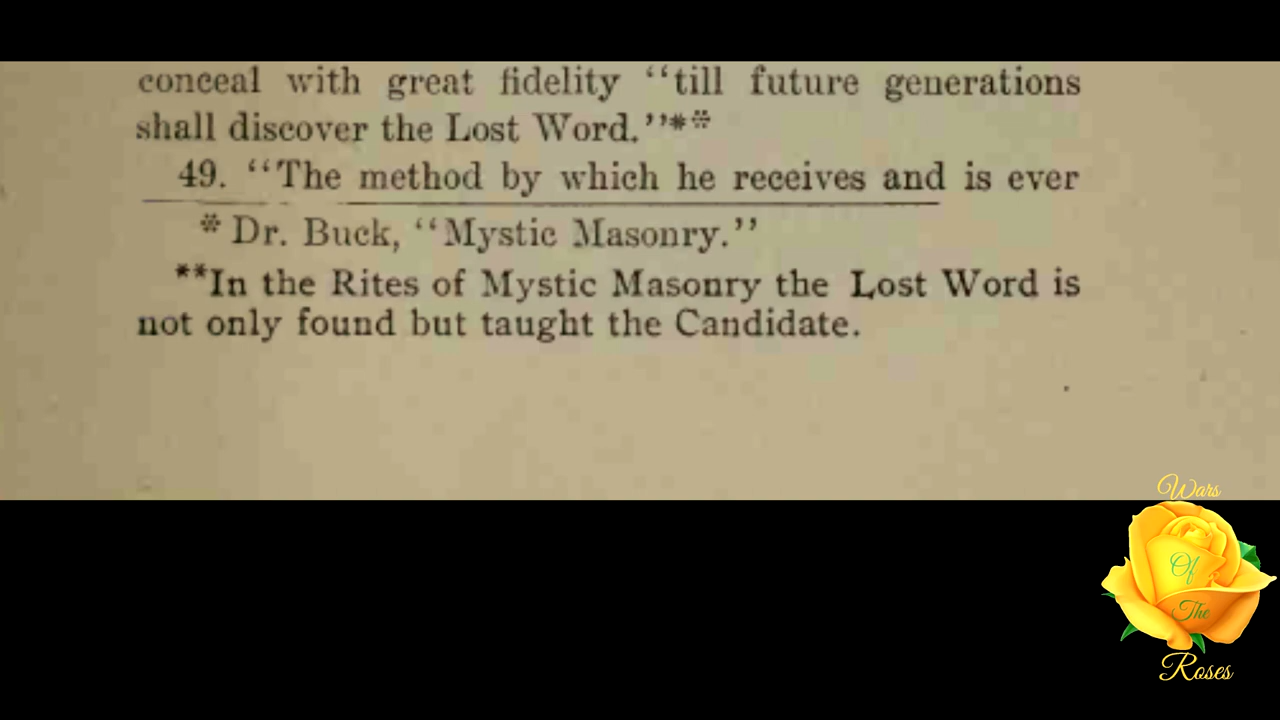 conceal with great fidelity “till future generations
shall discover the Lost Word.”**
49. “The method by which he receives and is ever
* Dr. Buck, “Mystic Masonry.”
**In the Rites of Mystic Masonry the Lost Word is
not only found but taught the Candidate.
Wars
Of
The
Roses